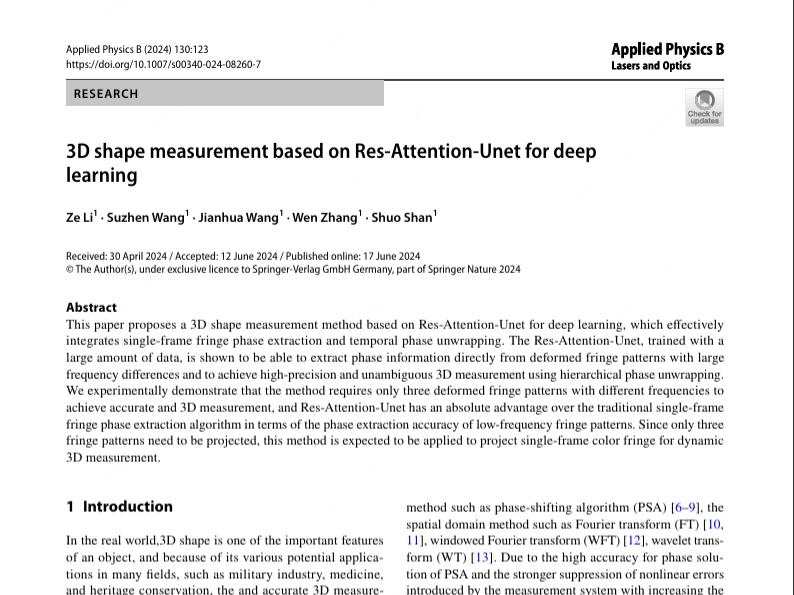 Applied Physics B (2024) 130:123
https://doi.org/10.1007/s00340-024-08260-7
Applied Physics B
Lasers and Optics
RESEARCH
Check for
updates
3D shape measurement based on Res-Attention-Unet for deep
learning
Ze Li1 · Suzhen Wang1 · Jianhua Wang1 · Wen Zhang1 · Shuo Shan1
Received: 30 April 2024 / Accepted: 12 June 2024 / Published online: 17 June 2024
© The Author(s), under exclusive licence to Springer-Verlag GmbH Germany, part of Springer Nature 2024
Abstract
This paper proposes a 3D shape measurement method based on Res-Attention-Unet for deep learning, which effectively
integrates single-frame fringe phase extraction and temporal phase unwrapping. The Res-Attention-Unet, trained with a
large amount of data, is shown to be able to extract phase information directly from deformed fringe patterns with large
frequency differences and to achieve high-precision and unambiguous 3D measurement using hierarchical phase unwrapping.
We experimentally demonstrate that the method requires only three deformed fringe patterns with different frequencies to
achieve accurate and 3D measurement, and Res-Attention-Unet has an absolute advantage over the traditional single-frame
fringe phase extraction algorithm in terms of the phase extraction accuracy of low-frequency fringe patterns. Since only three
fringe patterns need to be projected, this method is expected to be applied to project single-frame color fringe for dynamic
3D measurement.
1 Introduction
In the real world,3D shape is one of the important features
of an object, and because of its various potential applica-
tions in many fields, such as military industry, medicine,
and heritage conservation, the and accurate 3D measure-
method such as phase-shifting algorithm (PSA) [6–9], the
spatial domain method such as Fourier transform (FT) [10,
11], windowed Fourier transform (WFT) [12], wavelet trans-
form (WT) [13]. Due to the high accuracy for phase solu-
tion of PSA and the stronger suppression of nonlinear errors
introduced by the measurement system with increasing the